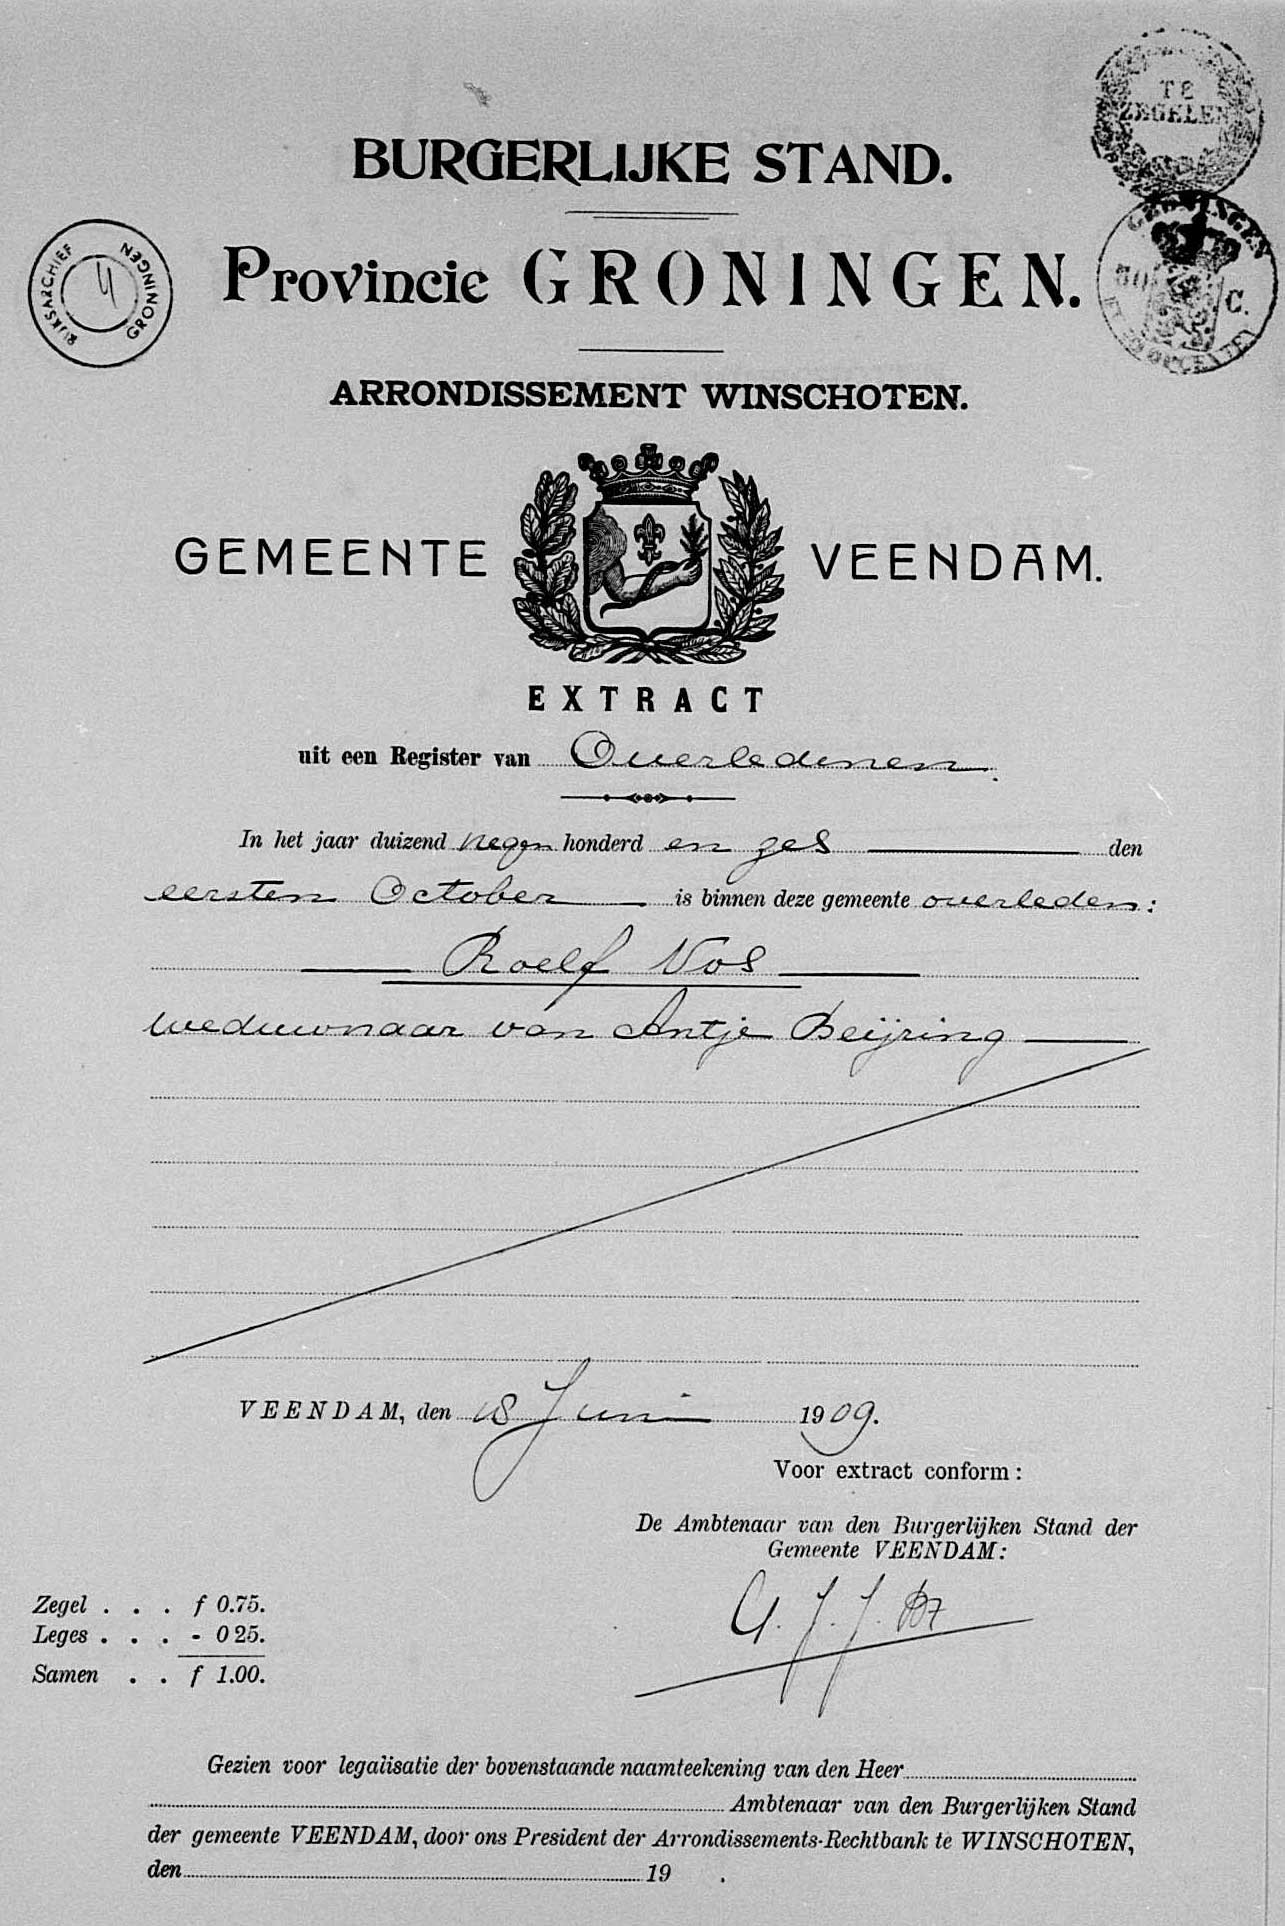 TE
ZEGELEN
BURGERLIJKE STAND.
GRONINGEN
50 C.
RIJKSARCHIEF GRONINGEN
4
Provincie GRONINGEN.
ARRONDISSEMENT WINSCHOTEN.
GEMEENTE VEENDAM.
EXTRACT
uit een Register van Overledenen.
In het jaar duizend negen honderd en zes den
eersten October is binnen deze gemeente overleden:
Roelf Vos
weduwnaar van Antje Beijring
VEENDAM, den 18 Juni 1909.
Voor extract conform:
De Ambtenaar van den Burgerlijken Stand der
Gemeente VEENDAM:
Zegel . . . f 0.75.
Leges . . . - 0 25.
Samen . . f 1.00.
Gezien voor legalisatie der bovenstaande naamteekening van den Heer
Ambtenaar van den Burgerlijken Stand
der gemeente VEENDAM, door ons President der Arrondissements-Rechtbank te WINSCHOTEN,
den 19 .